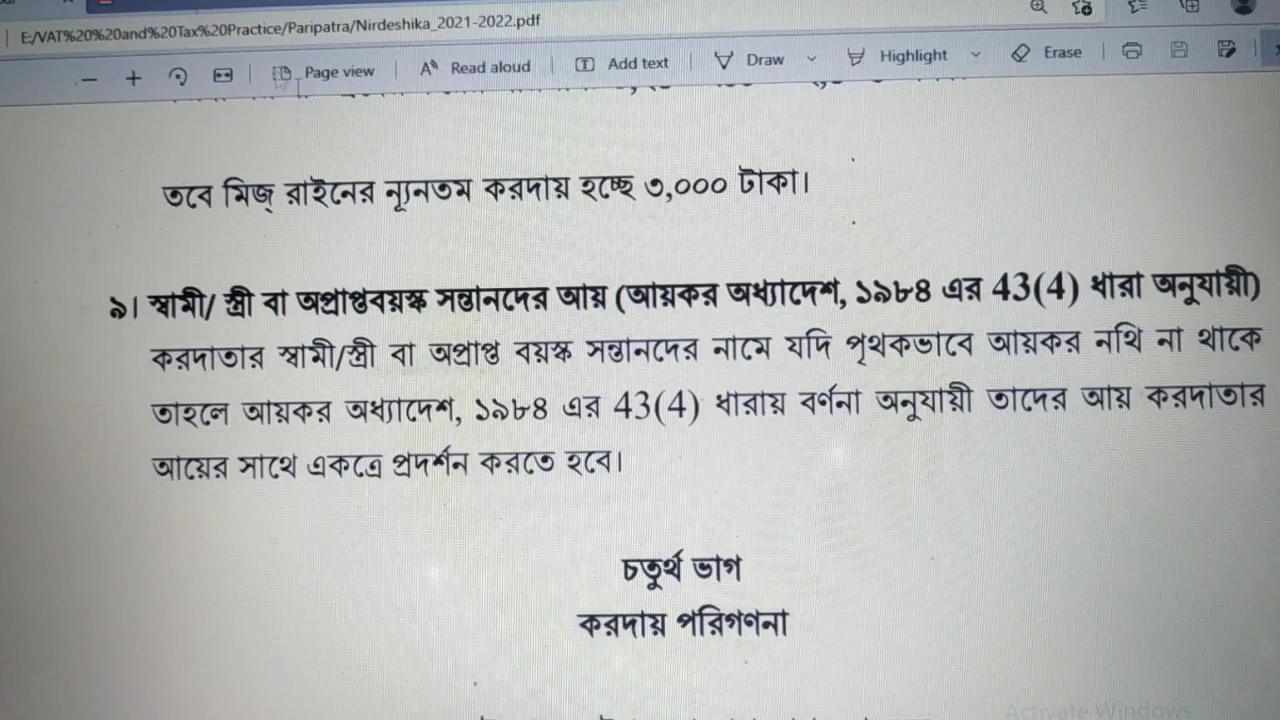 E:/VAT%20%20and%20Tax%20Practice/Paripatra/Nirdeshika_2021-2022.pdf
Page view
Read aloud
Add text
Draw
Highlight
Erase
তবে মিজ্ রাইনের ন্যূনতম করদায় হচ্ছে ৩,০০০ টাকা।
৯। স্বামী/ স্ত্রী বা অপ্রাপ্তবয়স্ক সন্তানদের আয় (আয়কর অধ্যাদেশ, ১৯৮৪ এর 43(4) ধারা অনুযায়ী)
করদাতার স্বামী/স্ত্রী বা অপ্রাপ্ত বয়স্ক সন্তানদের নামে যদি পৃথকভাবে আয়কর নথি না থাকে
তাহলে আয়কর অধ্যাদেশ, ১৯৮৪ এর 43(4) ধারায় বর্ণনা অনুযায়ী তাদের আয় করদাতার
আয়ের সাথে একত্রে প্রদর্শন করতে হবে।
চতুর্থ ভাগ
করদায় পরিগণনা
Activate Windows